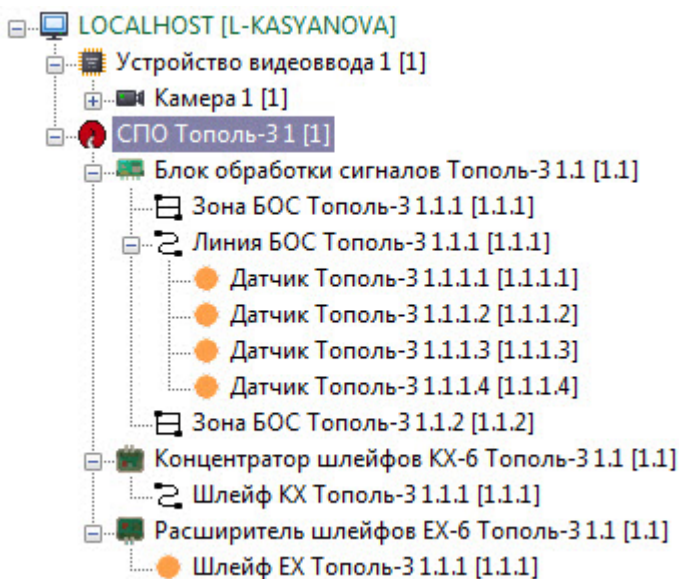 LOCALHOST [L-KASYANOVA]
Устройство видеоввода 1 [1]
Камера 1 [1]
СПО Тополь-3 1 [1]
Блок обработки сигналов Тополь-3 1.1 [1.1]
Зона БОС Тополь-3 1.1.1 [1.1.1]
Линия БОС Тополь-3 1.1.1 [1.1.1]
Датчик Тополь-3 1.1.1.1 [1.1.1.1]
Датчик Тополь-3 1.1.1.2 [1.1.1.2]
Датчик Тополь-3 1.1.1.3 [1.1.1.3]
Датчик Тополь-3 1.1.1.4 [1.1.1.4]
Зона БОС Тополь-3 1.1.2 [1.1.2]
Концентратор шлейфов КХ-6 Тополь-3 1.1 [1.1]
Шлейф КХ Тополь-3 1.1.1 [1.1.1]
Расширитель шлейфов ЕХ-6 Тополь-3 1.1 [1.1]
Шлейф ЕХ Тополь-3 1.1.1 [1.1.1]